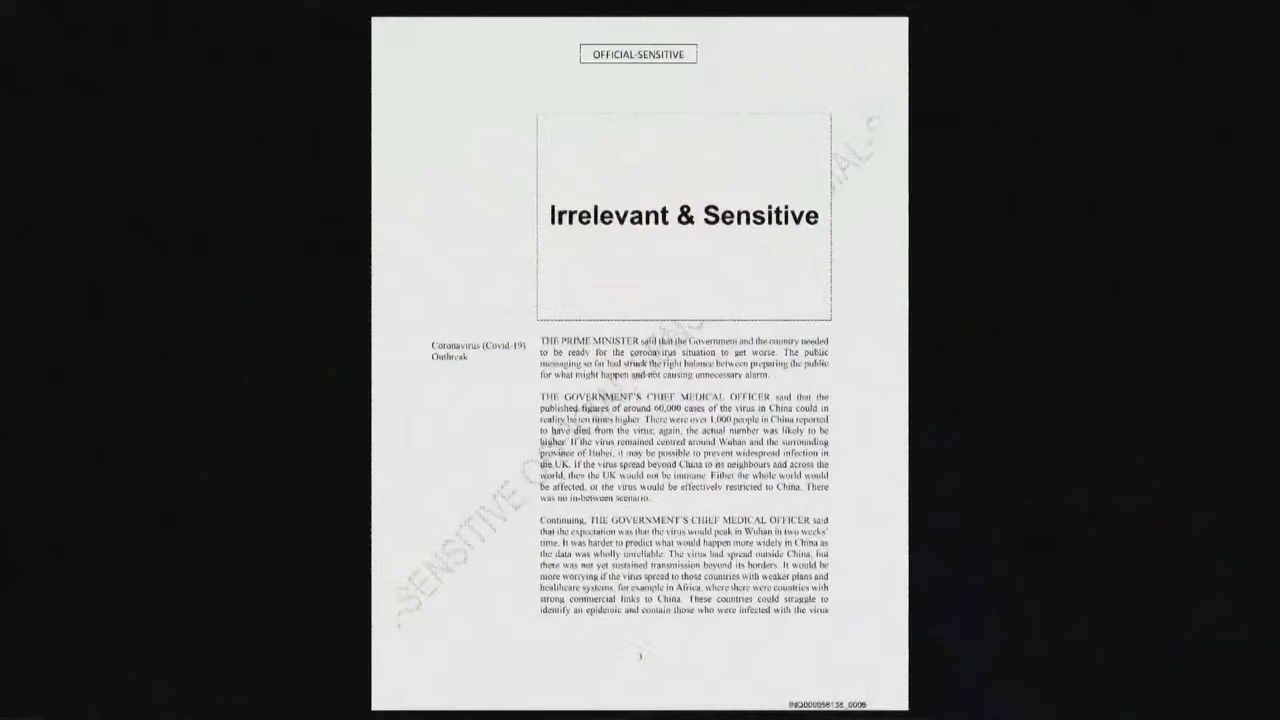 OFFICIAL-SENSITIVE
Irrelevant & Sensitive
Coronavirus (Covid-19)
Outbreak
THE PRIME MINISTER said that the Government and the country needed
to be ready for the coronavirus situation to get worse. The public
messaging so far had struck the right balance between preparing the public
for what might happen and not causing unnecessary alarm.
THE GOVERNMENT'S CHIEF MEDICAL OFFICER said that the
published figures of around 60,000 cases of the virus in China could in
reality be ten times higher. There were over 1,000 people in China reported
to have died from the virus; again, the actual number was likely to be
higher. If the virus remained centred around Wuhan and the surrounding
province of Hubei, it may be possible to prevent widespread infection in
the UK. If the virus spread beyond China to its neighbours and across the
world, then the UK would not be immune. Either the whole world would
be affected, or the virus would be effectively restricted to China. There
was no in-between scenario.
Continuing, THE GOVERNMENT'S CHIEF MEDICAL OFFICER said
that the expectation was that the virus would peak in Wuhan in two weeks'
time. It was harder to predict what would happen more widely in China as
the data was wholly unreliable. The virus had spread outside China, but
there was not yet sustained transmission beyond its borders. It would be
more worrying if the virus spread to those countries with weaker plans and
healthcare systems, for example in Africa, where there were countries with
strong commercial links to China. These countries could struggle to
identify an epidemic and contain those who were infected with the virus
-SENSITIVE